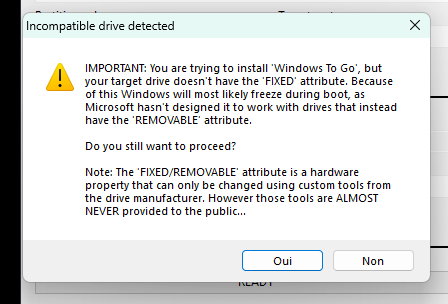 Incompatible drive detected
IMPORTANT: You are trying to install 'Windows To Go', but
your target drive doesn't have the 'FIXED' attribute. Because
of this Windows will most likely freeze during boot, as
Microsoft hasn't designed it to work with drives that instead
have the 'REMOVABLE' attribute.
Do you still want to proceed?
Note: The 'FIXED/REMOVABLE' attribute is a hardware
property that can only be changed using custom tools from
the drive manufacturer. However those tools are ALMOST
NEVER provided to the public...
Oui
Non
READY